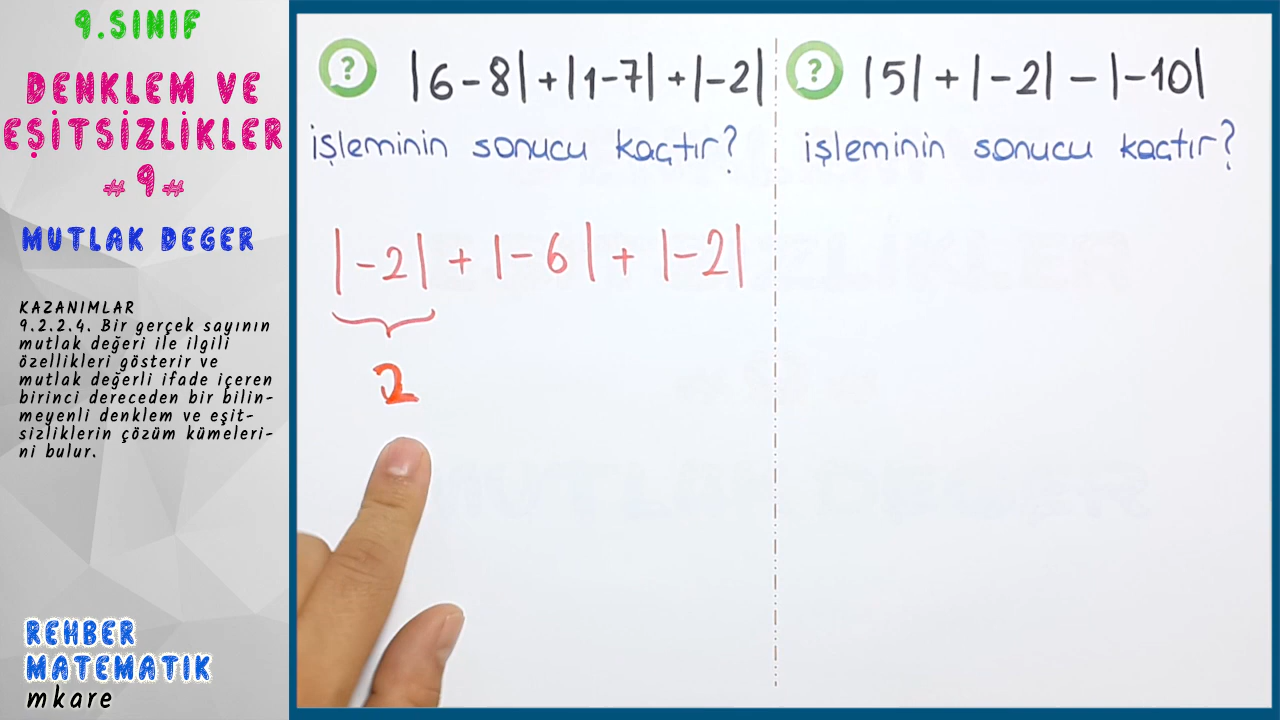 9.SINIF
DENKLEM VE
EŞİTSİZLİKLER
#9#
MUTLAK DEGER
KAZANIMLAR
9.2.2.4. Bir gerçek sayının
mutlak değeri ile ilgili
özellikleri gösterir ve
mutlak değerli ifade içeren
birinci dereceden bir bilin-
meyenli denklem ve eşit-
sizliklerin çözüm kümeleri-
ni bulur.
REHBER
MATEMATIK
mkare
? |6-8|+|1-7|+|-2|
işleminin sonucu kaçtır?
|-2| + |-6| + |-2|
2
? |5| + |-2| - |-10|
işleminin sonucu kaçtır?